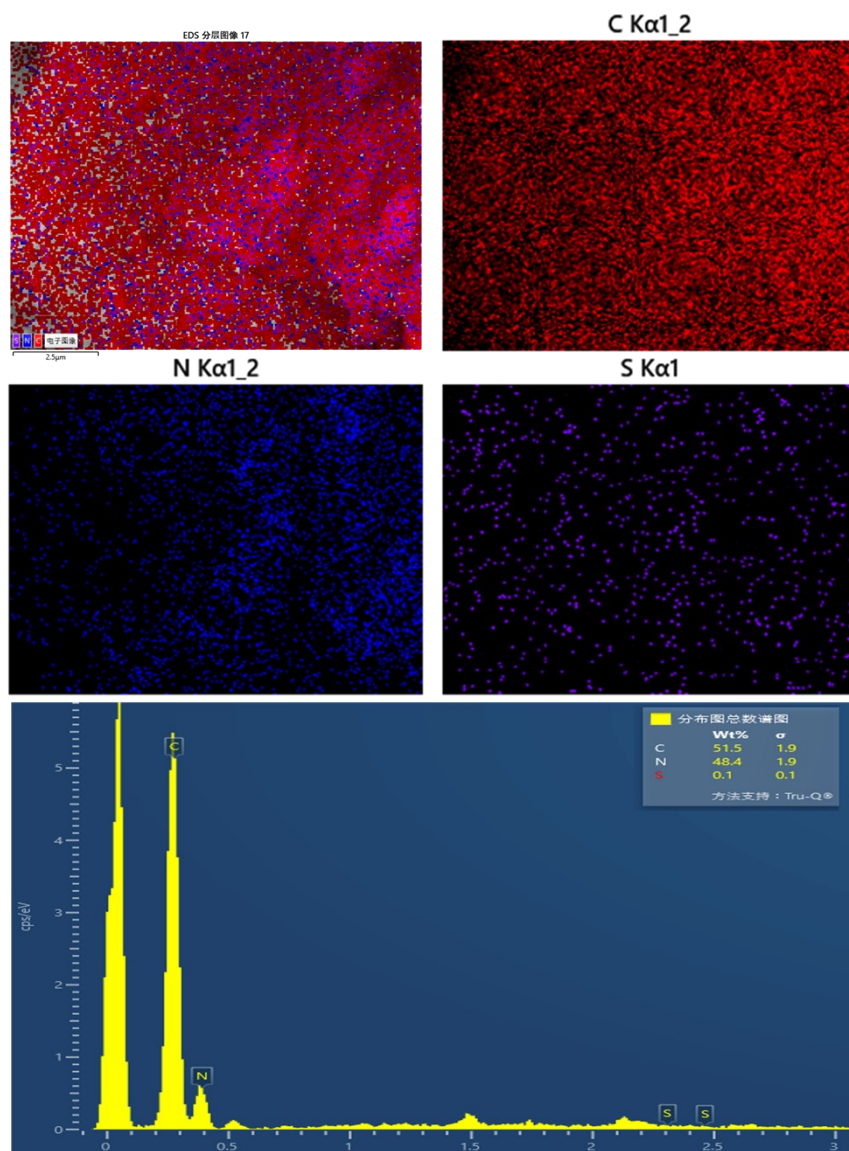 EDS 分层图像 17
C Kα1_2
S N C 电子图像
2.5μm
N Kα1_2
S Kα1
分布图总数谱图
Wt% σ
C 51.5 1.9
N 48.4 1.9
S 0.1 0.1
方法支持：Tru-Q®
cps/eV
5
4
3
2
1
0
C
N
S S
0 0.5 1 1.5 2 2.5 3